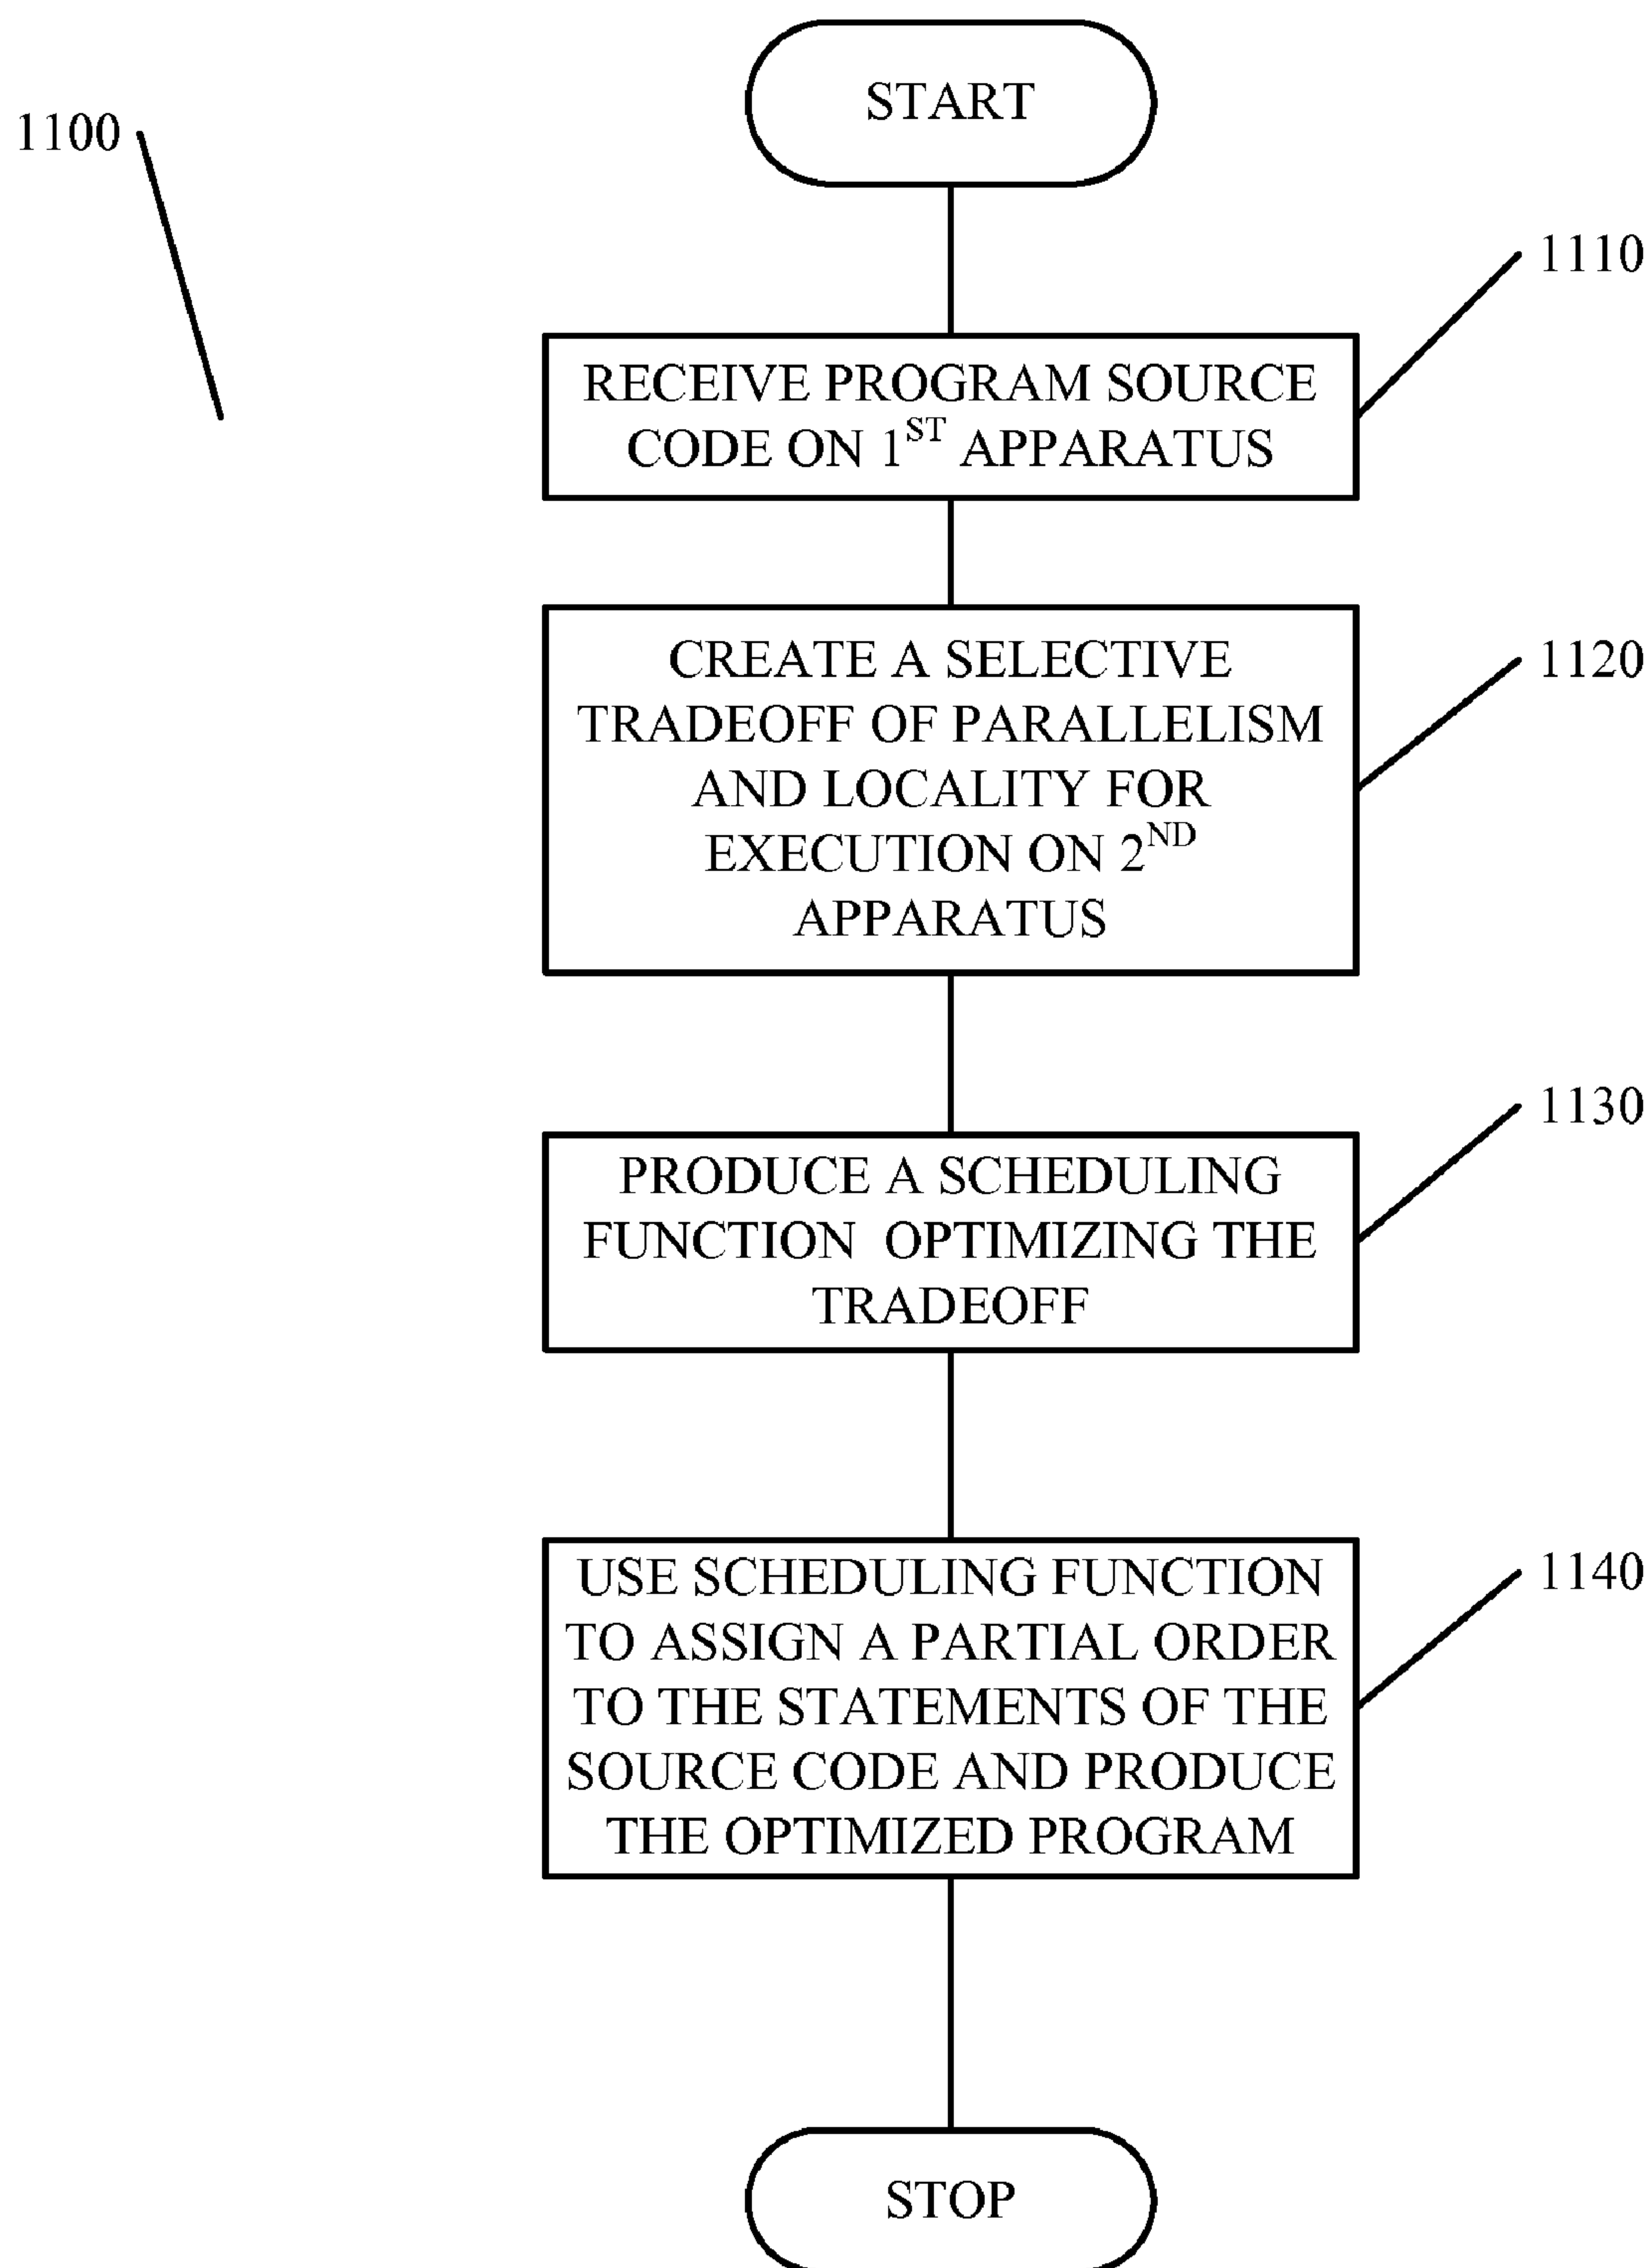 START
1100
1110
RECEIVE PROGRAM SOURCE
CODE ON 1ST APPARATUS
CREATE A SELECTIVE
TRADEOFF OF PARALLELISM
AND LOCALITY FOR
EXECUTION ON 2ND
APPARATUS
1120
PRODUCE A SCHEDULING
FUNCTION OPTIMIZING THE
TRADEOFF
1130
USE SCHEDULING FUNCTION
TO ASSIGN A PARTIAL ORDER
TO THE STATEMENTS OF THE
SOURCE CODE AND PRODUCE
THE OPTIMIZED PROGRAM
1140
STOP